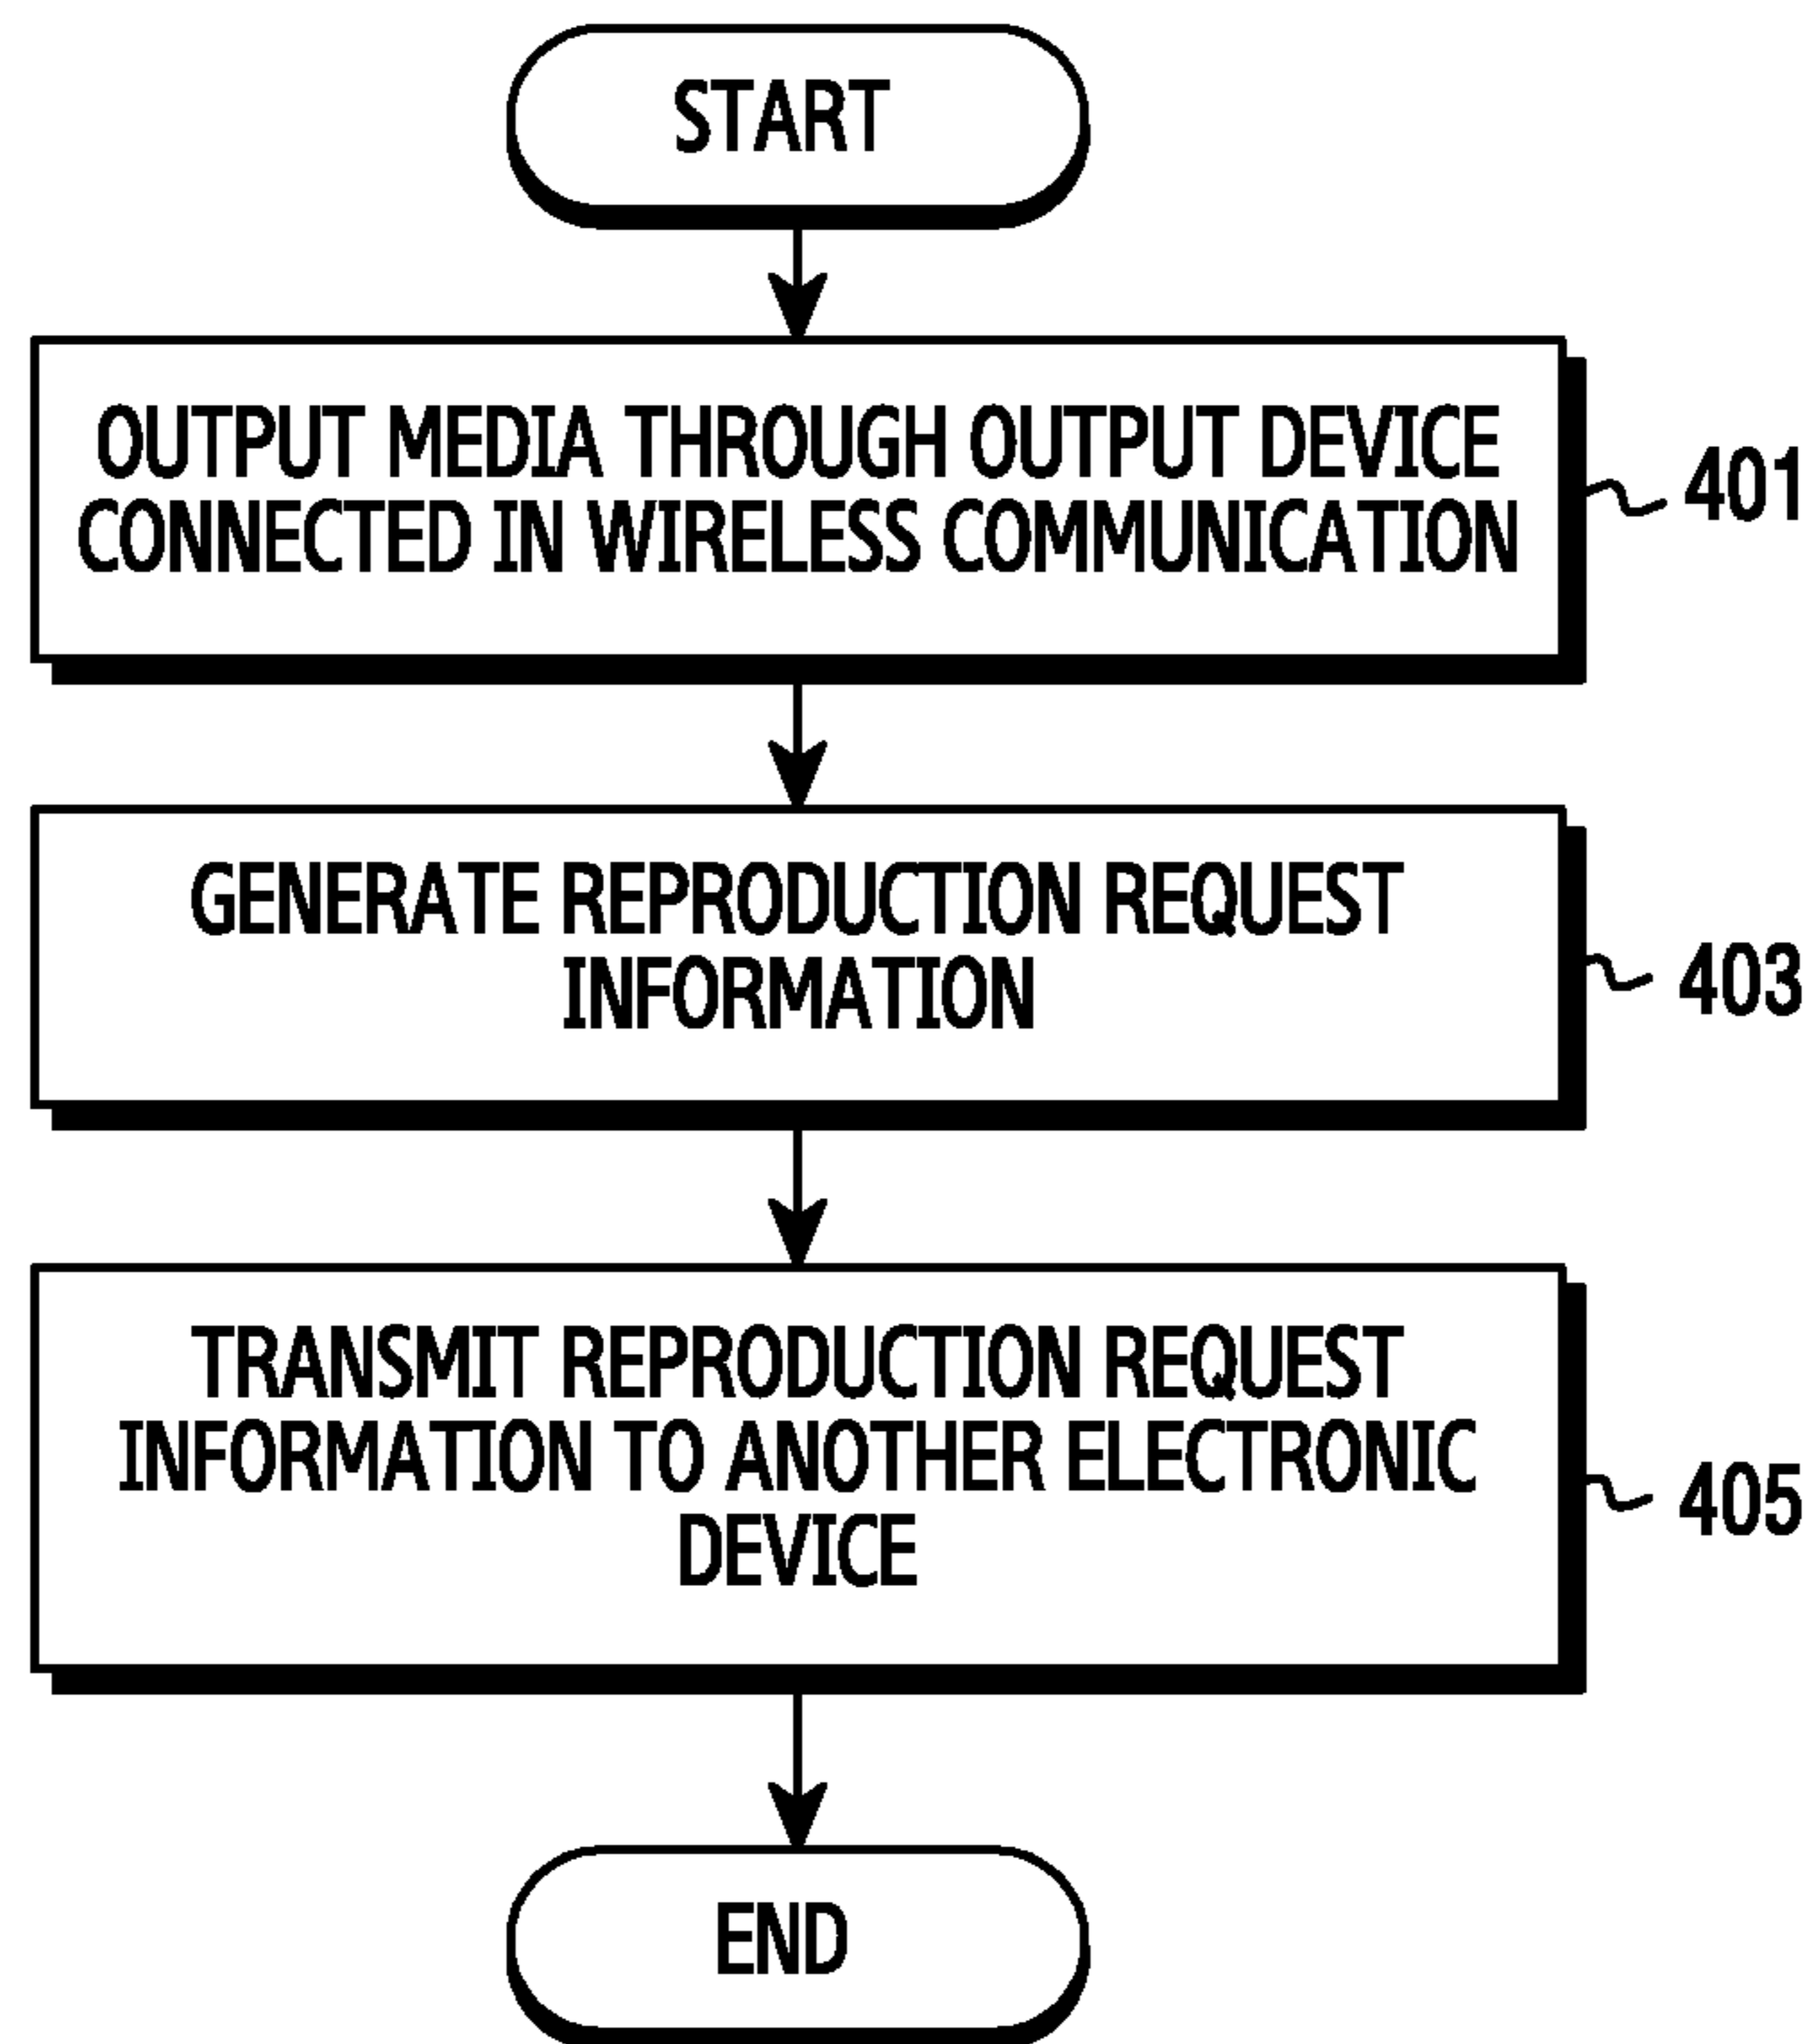 START
OUTPUT MEDIA THROUGH OUTPUT DEVICE
CONNECTED IN WIRELESS COMMUNICATION
401
GENERATE REPRODUCTION REQUEST
INFORMATION
403
TRANSMIT REPRODUCTION REQUEST
INFORMATION TO ANOTHER ELECTRONIC
DEVICE
405
END